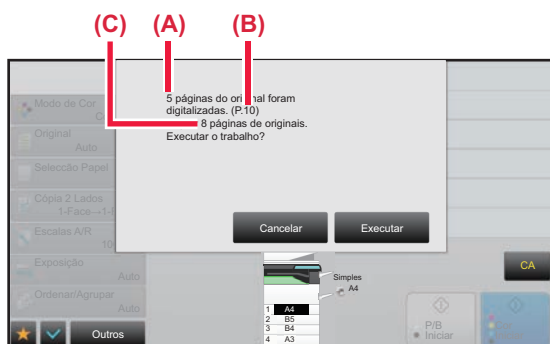 (C) (A) (B)
5 páginas do original foram
digitalizadas. (P.10)
8 páginas de originais.
Executar o trabalho?
Cancelar Executar
Modo de Cor
Original
Auto
Selecção Papel
Cópia 2 Lados
1-Face→1-
Escalas A/R
10
Exposição
Auto
Ordenar/Agrupar
Auto
Outros
Simples
A4
1 A4
2 B5
3 B4
4 A3
CA
P/B
Iniciar